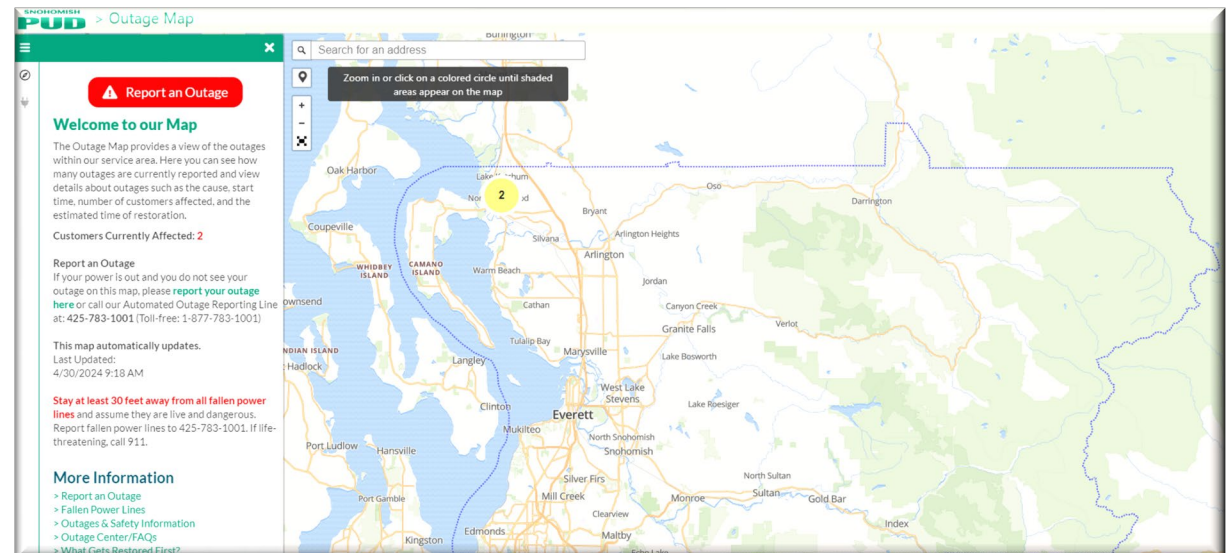 SNOHOMISH
PUD > Outage Map
Search for an address
Zoom in or click on a colored circle until shaded
areas appear on the map
Report an Outage
Welcome to our Map
The Outage Map provides a view of the outages
within our service area. Here you can see how
many outages are currently reported and view
details about outages such as the cause, start
time, number of customers affected, and the
estimated time of restoration.
Customers Currently Affected: 2
Report an Outage
If your power is out and you do not see your
outage on this map, please report your outage
here or call our Automated Outage Reporting Line
at: 425-783-1001 (Toll-free: 1-877-783-1001)
This map automatically updates.
Last Updated:
4/30/2024 9:18 AM
Stay at least 30 feet away from all fallen power
lines and assume they are live and dangerous.
Report fallen power lines to 425-783-1001. If life-
threatening, call 911.
More Information
> Report an Outage
> Fallen Power Lines
> Outages & Safety Information
> Outage Center/FAQs
> What Gets Restored First?
Burlington
Oak Harbor
2
Oso
Darrington
Bryant
Coupeville
Silvana
Arlington Heights
Arlington
WHIDBEY
ISLAND
CAMANO
ISLAND
Warm Beach
Jordan
ownsend
Cathan
Canyon Creek
Granite Falls
Verlot
Tulalip Bay
NDIAN ISLAND
Marysville
Lake Bosworth
Hadlock
Langley
West Lake
Stevens
Clinton
Lake Roesiger
Everett
Mukilteo
North Snohomish
Port Ludlow
Hansville
Snohomish
Silver Firs
North Sultan
Port Gamble
Mill Creek
Monroe
Sultan
Gold Bar
Clearview
Index
Kingston
Edmonds
Maltby
Echo Lake